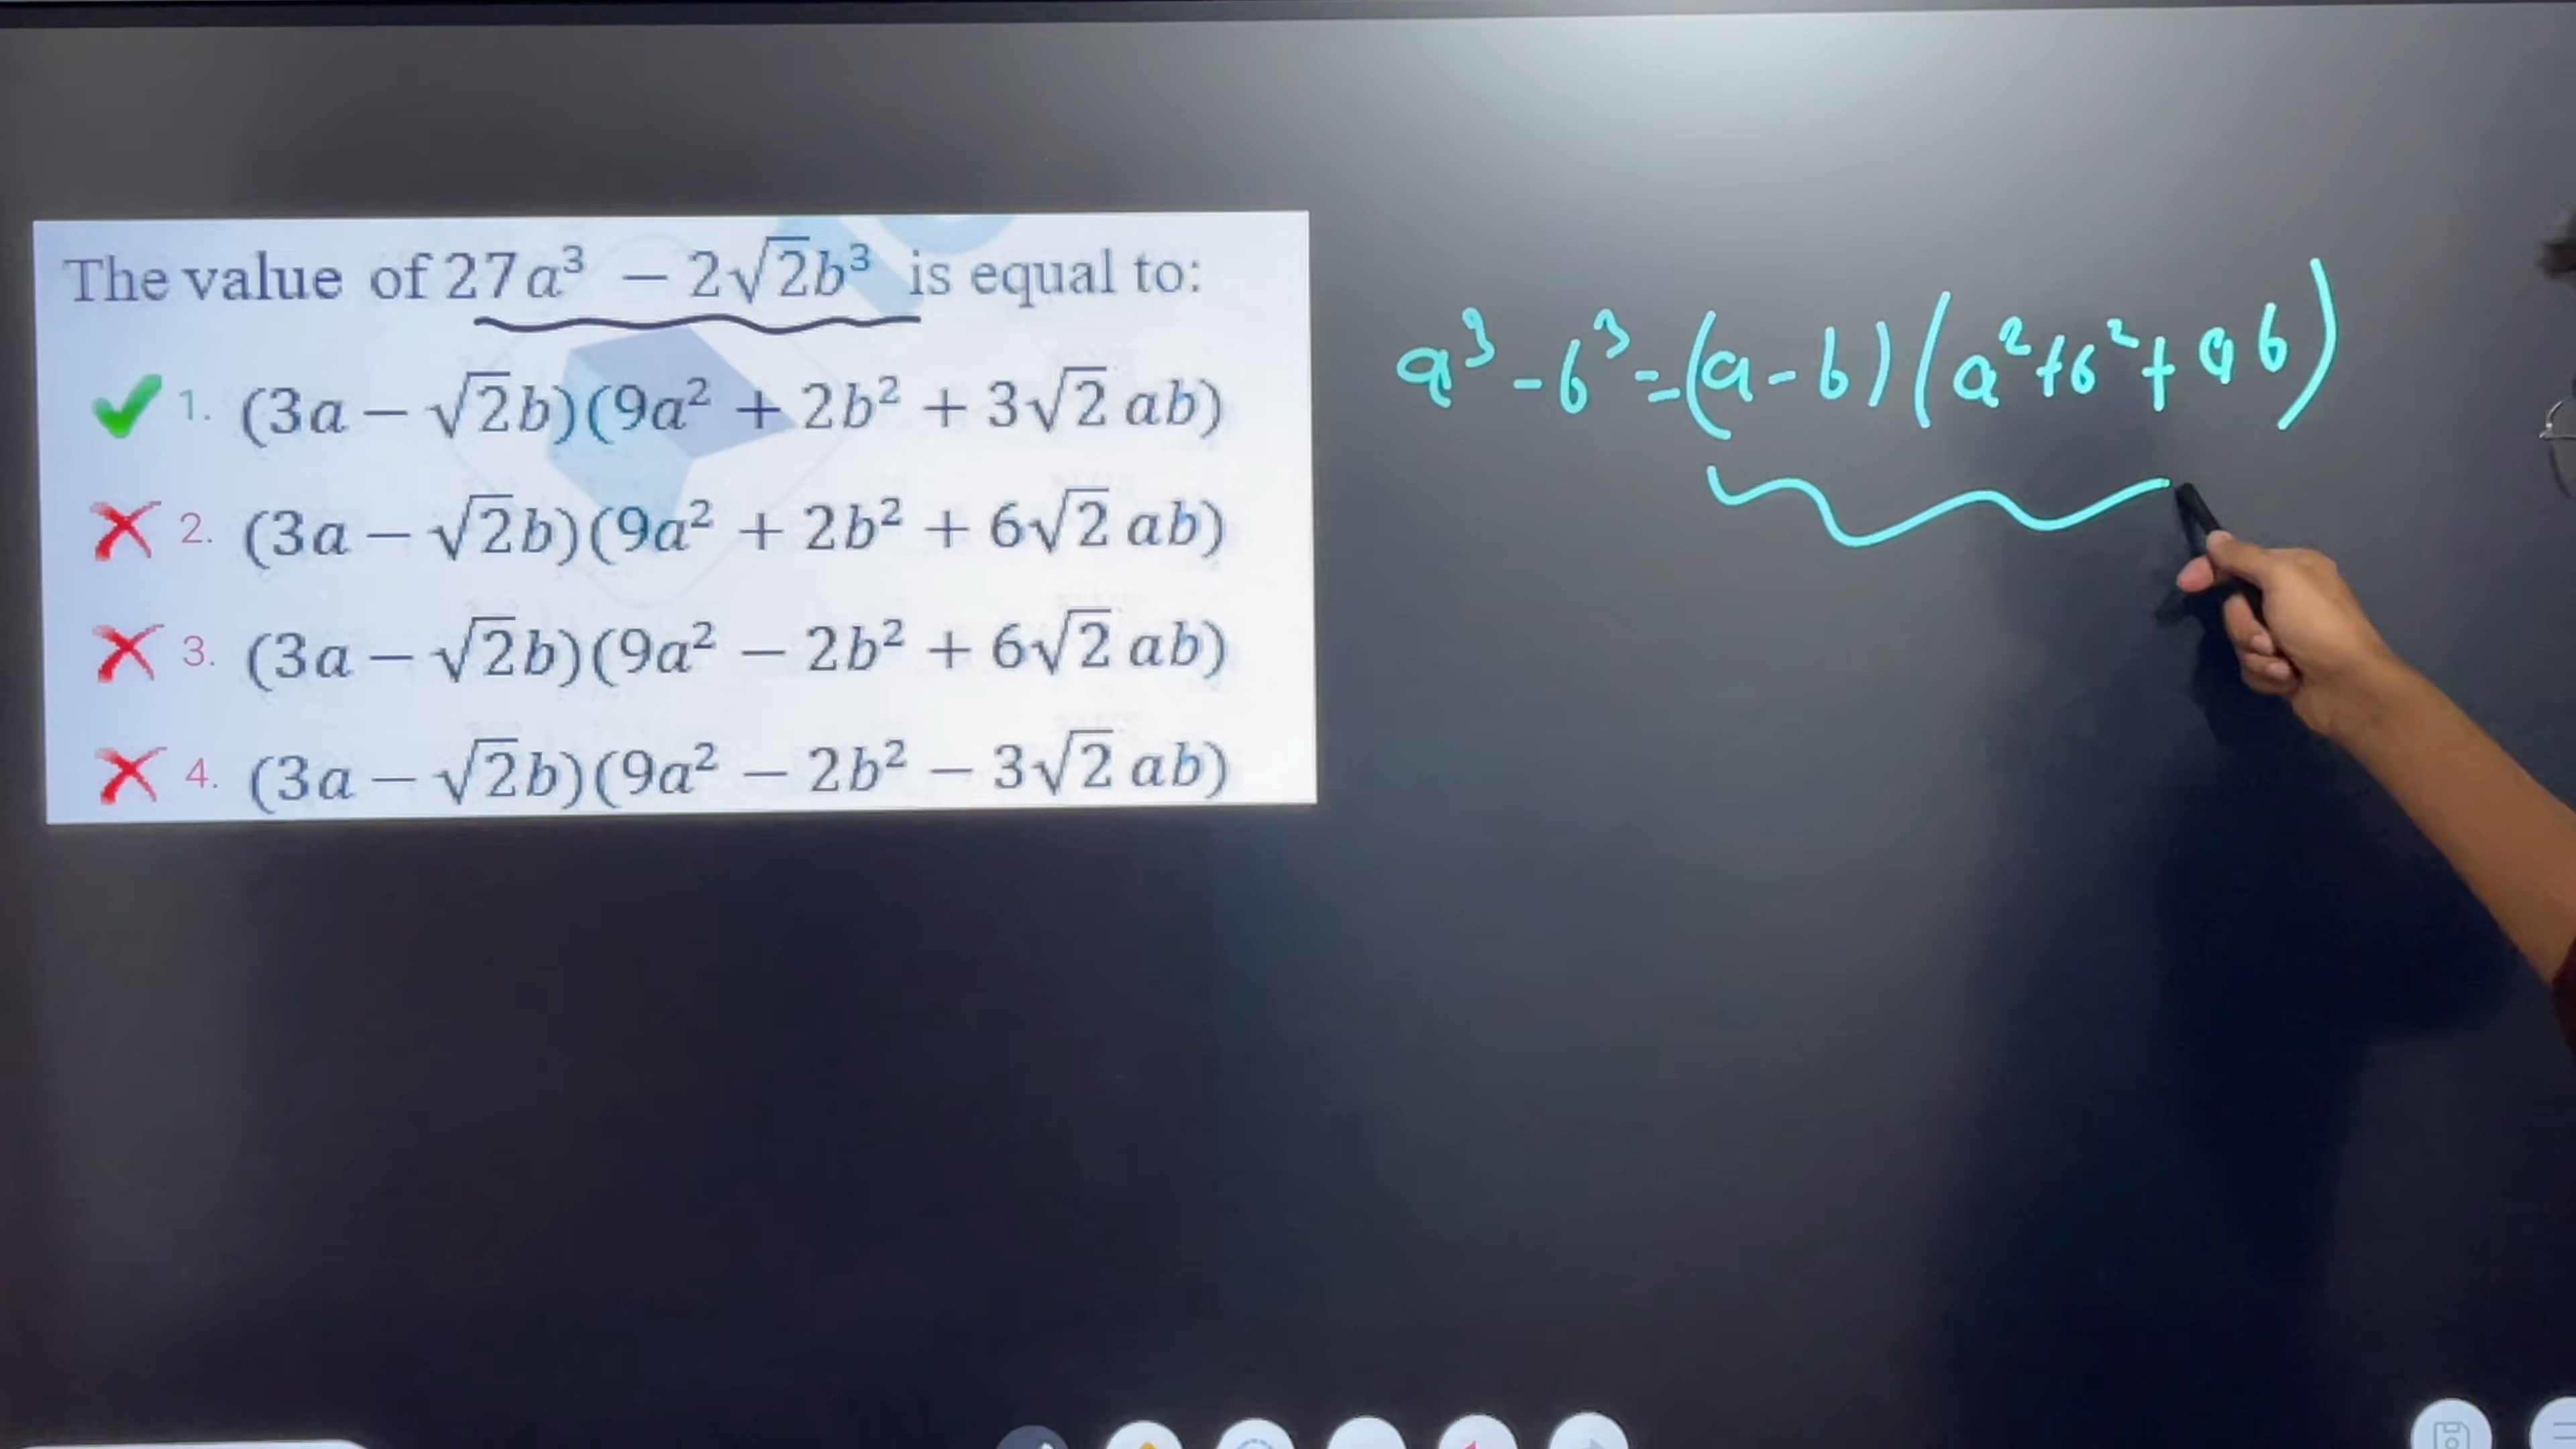 The value of 27a³ − 2√2b³ is equal to:
1. (3a − √2b)(9a² + 2b² + 3√2 ab)
2. (3a − √2b)(9a² + 2b² + 6√2 ab)
3. (3a − √2b)(9a² − 2b² + 6√2 ab)
4. (3a − √2b)(9a² − 2b² − 3√2 ab)
a³ - b³ = (a - b) (a² + b² + ab)